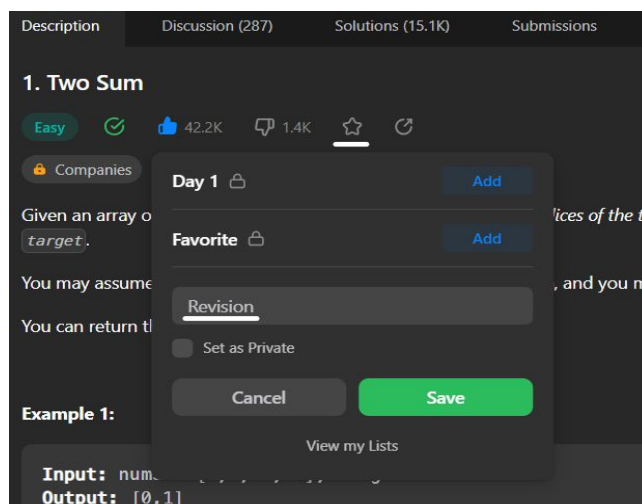 Description Discussion (287) Solutions (15.1K) Submissions
1. Two Sum
Easy 42.2K 1.4K
Companies
Day 1 Add
Given an array o lices of the t
target.
Favorite Add
You may assume , and you m
Revision
You can return th
Set as Private
Cancel Save
Example 1:
View my Lists
Input: num
Output: [0,1]